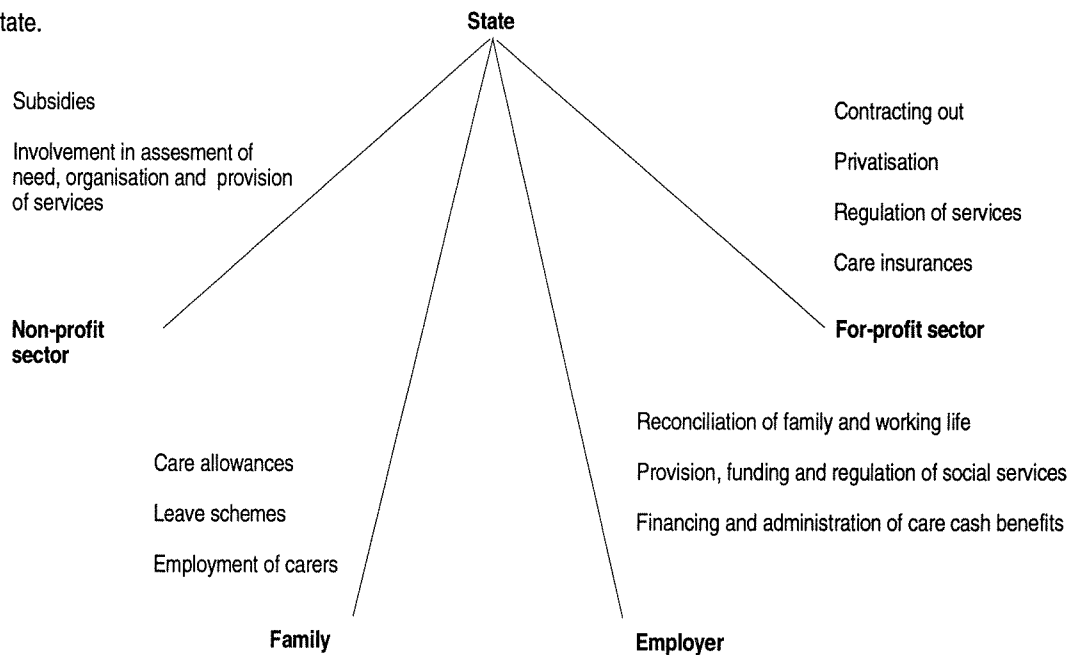 tate.
State
Subsidies
Involvement in assesment of
need, organisation and provision
of services
Contracting out
Privatisation
Regulation of services
Care insurances
Non-profit
sector
For-profit sector
Care allowances
Leave schemes
Employment of carers
Reconciliation of family and working life
Provision, funding and regulation of social services
Financing and administration of care cash benefits
Family
Employer